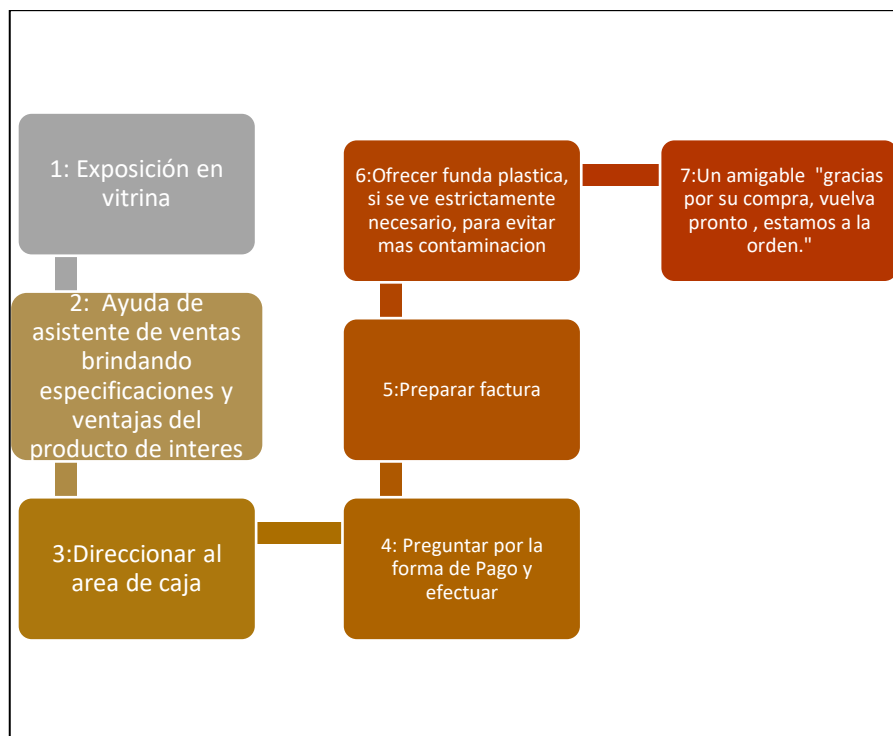 1: Exposición en
vitrina
2:  Ayuda de
asistente de ventas
brindando
especificaciones y
ventajas del
producto de interes
3:Direccionar al
area de caja
4: Preguntar por la
forma de Pago y
efectuar
5:Preparar factura
6:Ofrecer funda plastica,
si se ve estrictamente
necesario, para evitar
mas contaminacion
7:Un amigable  "gracias
por su compra, vuelva
pronto , estamos a la
orden."